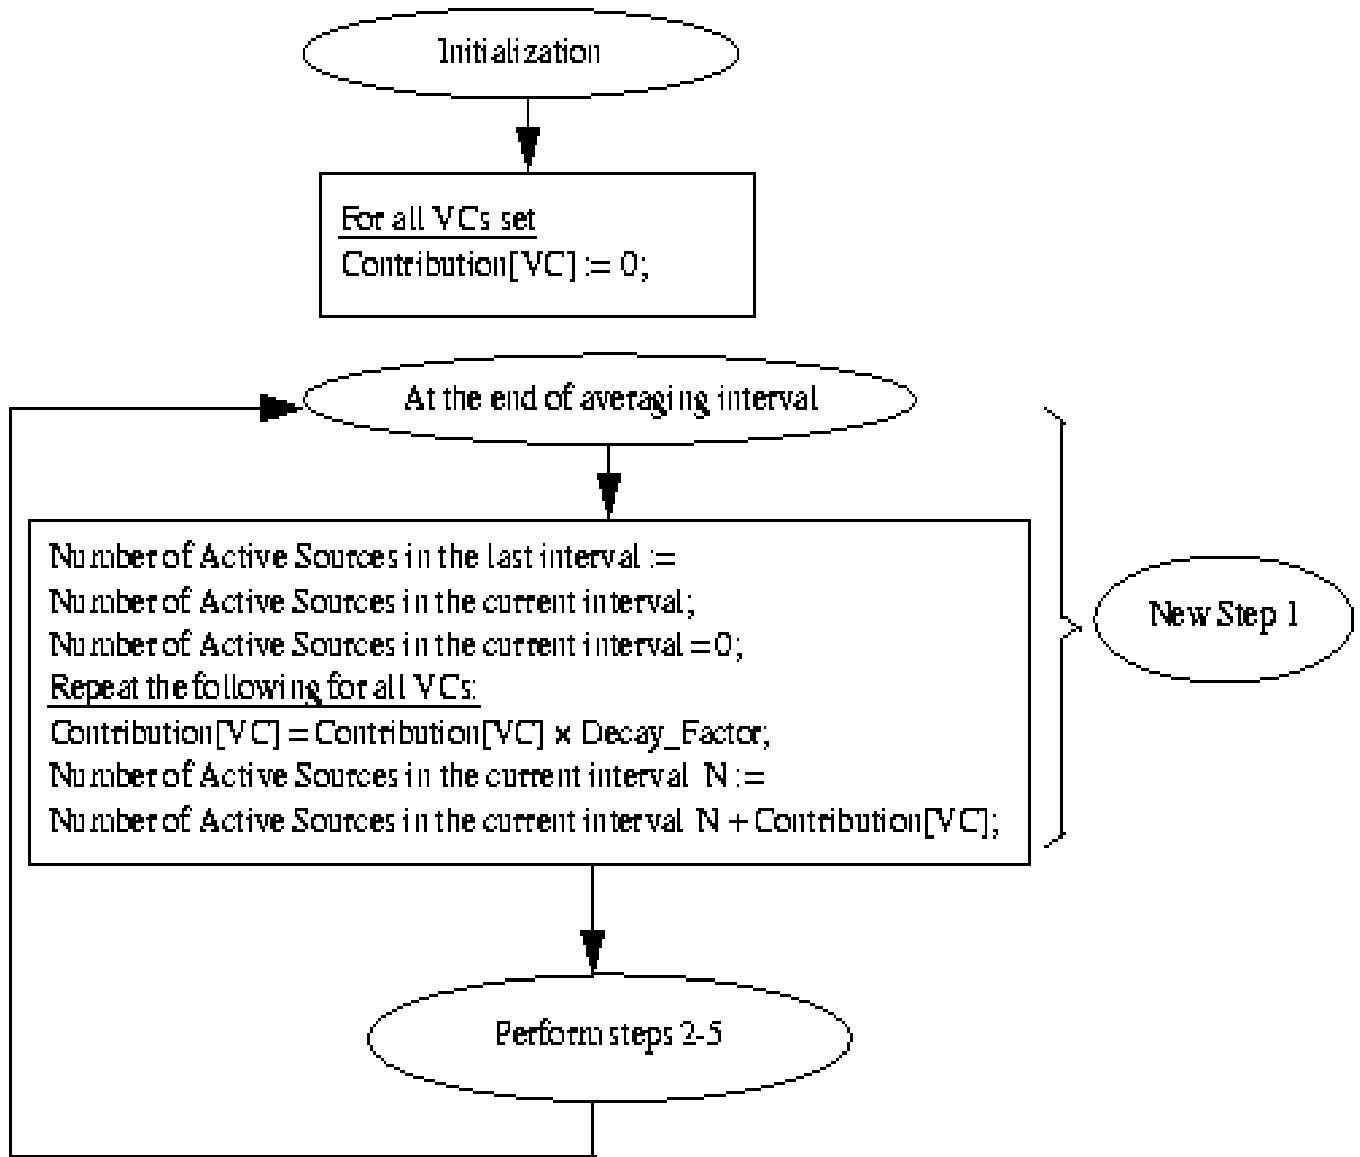 Initialization
For all VCs set
Contribution[VC] := 0;
At the end of averaging interval
Number of Active Sources in the last interval :=
Number of Active Sources in the current interval;
Number of Active Sources in the current interval = 0;
Repeat the following for all VCs:
Contribution[VC] = Contribution[VC] x Decay_Factor;
Number of Active Sources in the current interval N :=
Number of Active Sources in the current interval N + Contribution[VC];
New Step 1
Perform steps 2-5